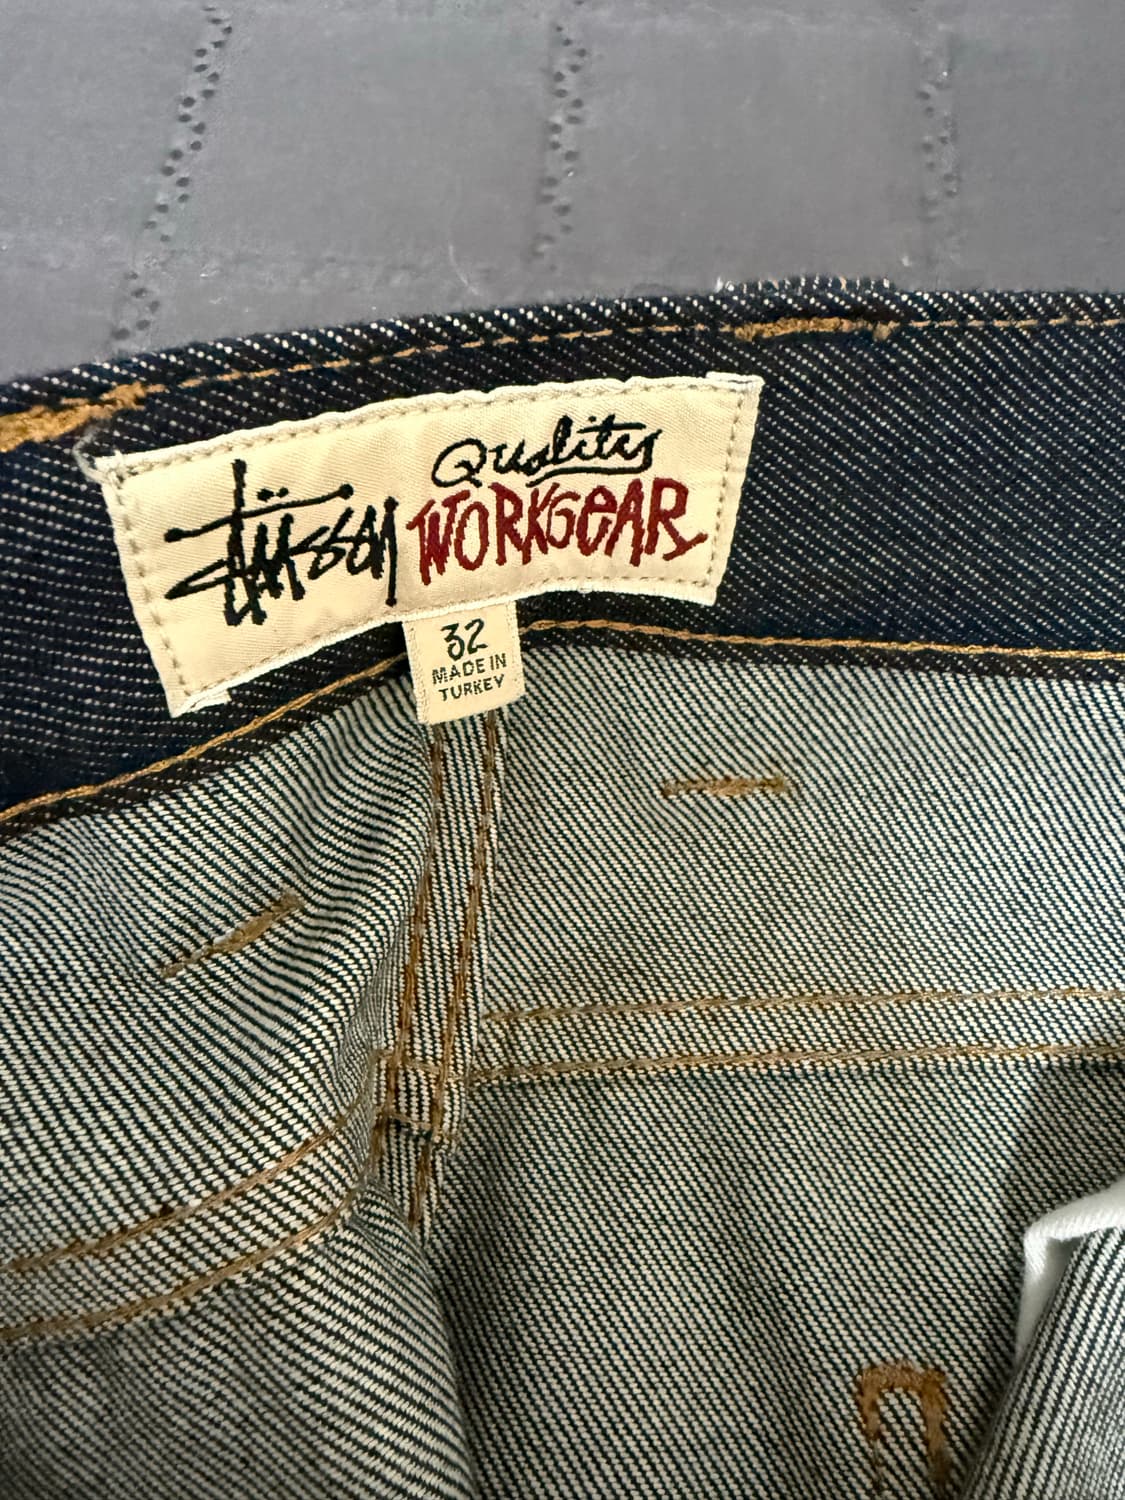 Stüssy
Quality
WORKGEAR
32
MADE IN
TURKEY